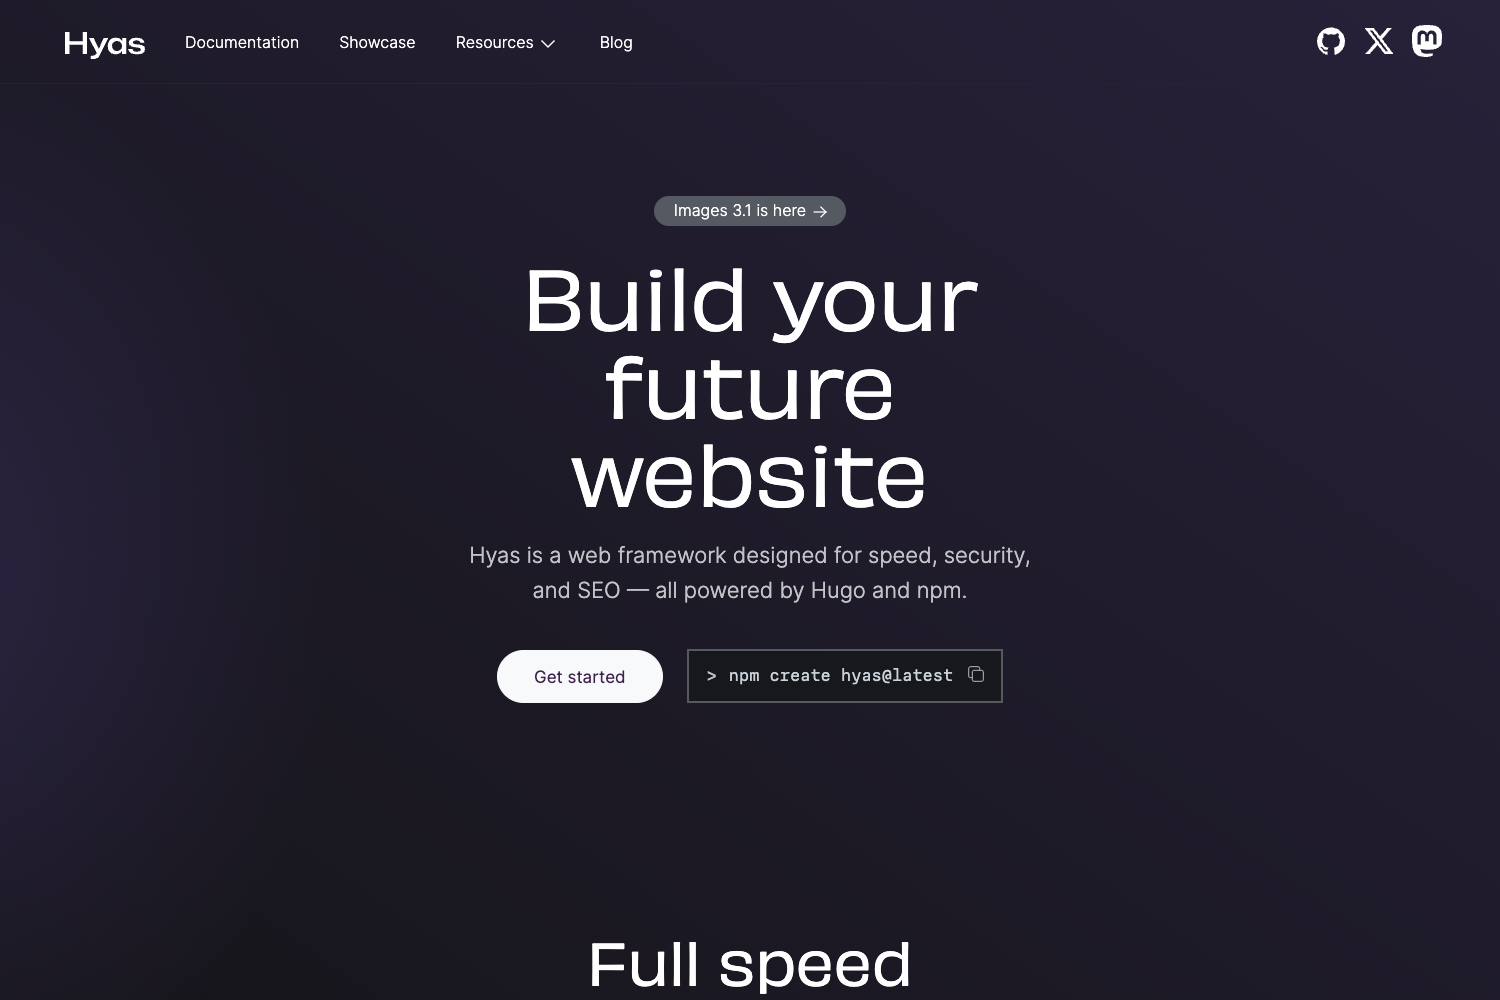 Hyas
Documentation
Showcase
Resources
Blog
Images 3.1 is here →
Build your
future
website
Hyas is a web framework designed for speed, security,
and SEO — all powered by Hugo and npm.
Get started
> npm create hyas@latest
Full speed